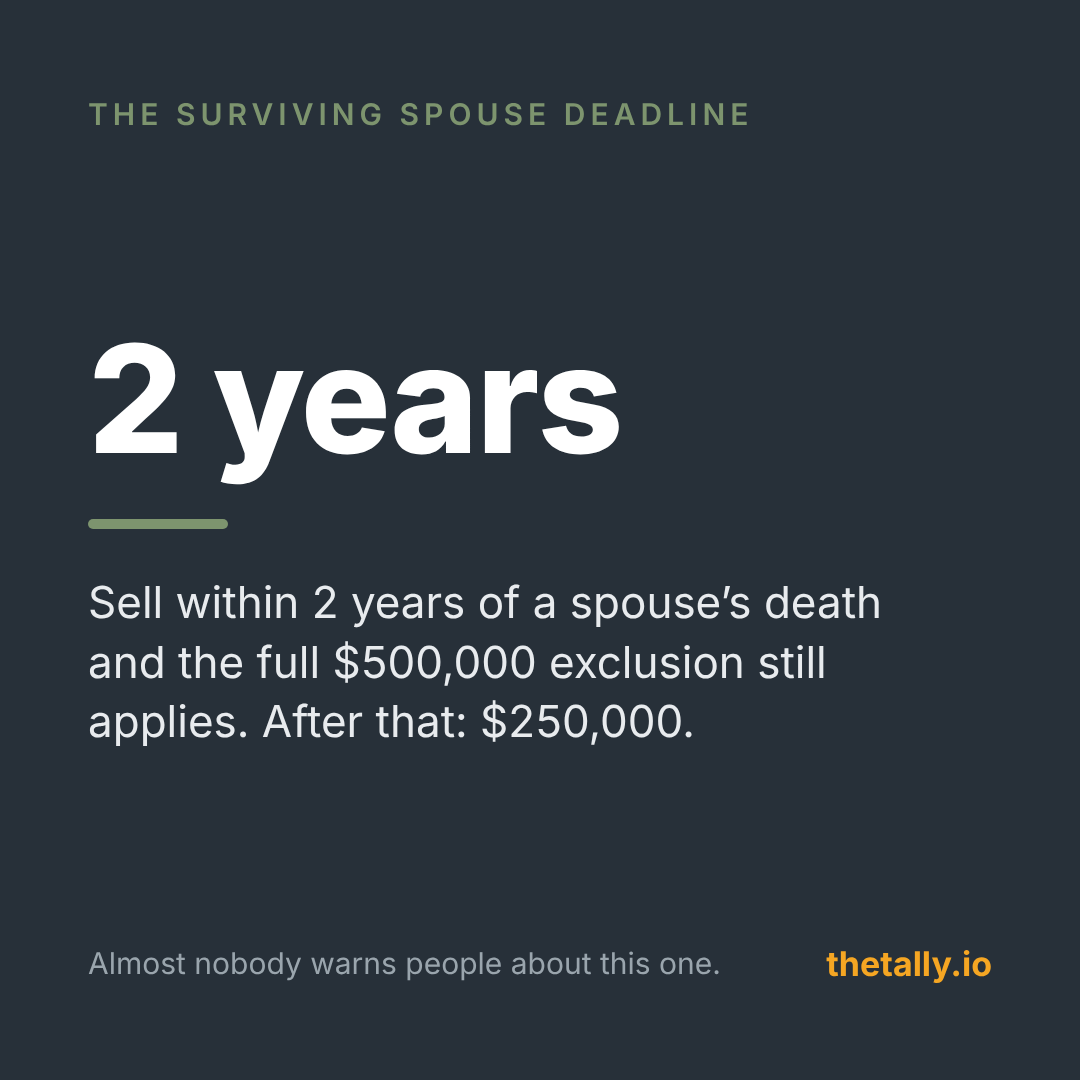 THE SURVIVING SPOUSE DEADLINE
2 years
Sell within 2 years of a spouse’s death
and the full $500,000 exclusion still
applies. After that: $250,000.
Almost nobody warns people about this one.
thetally.io